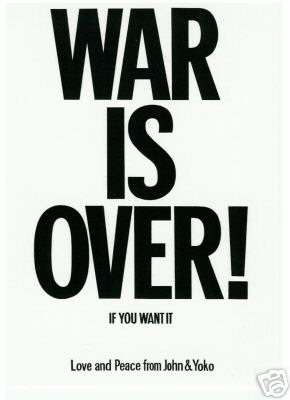 WAR
IS
OVER!
IF YOU WANT IT
Love and Peace from John & Yoko